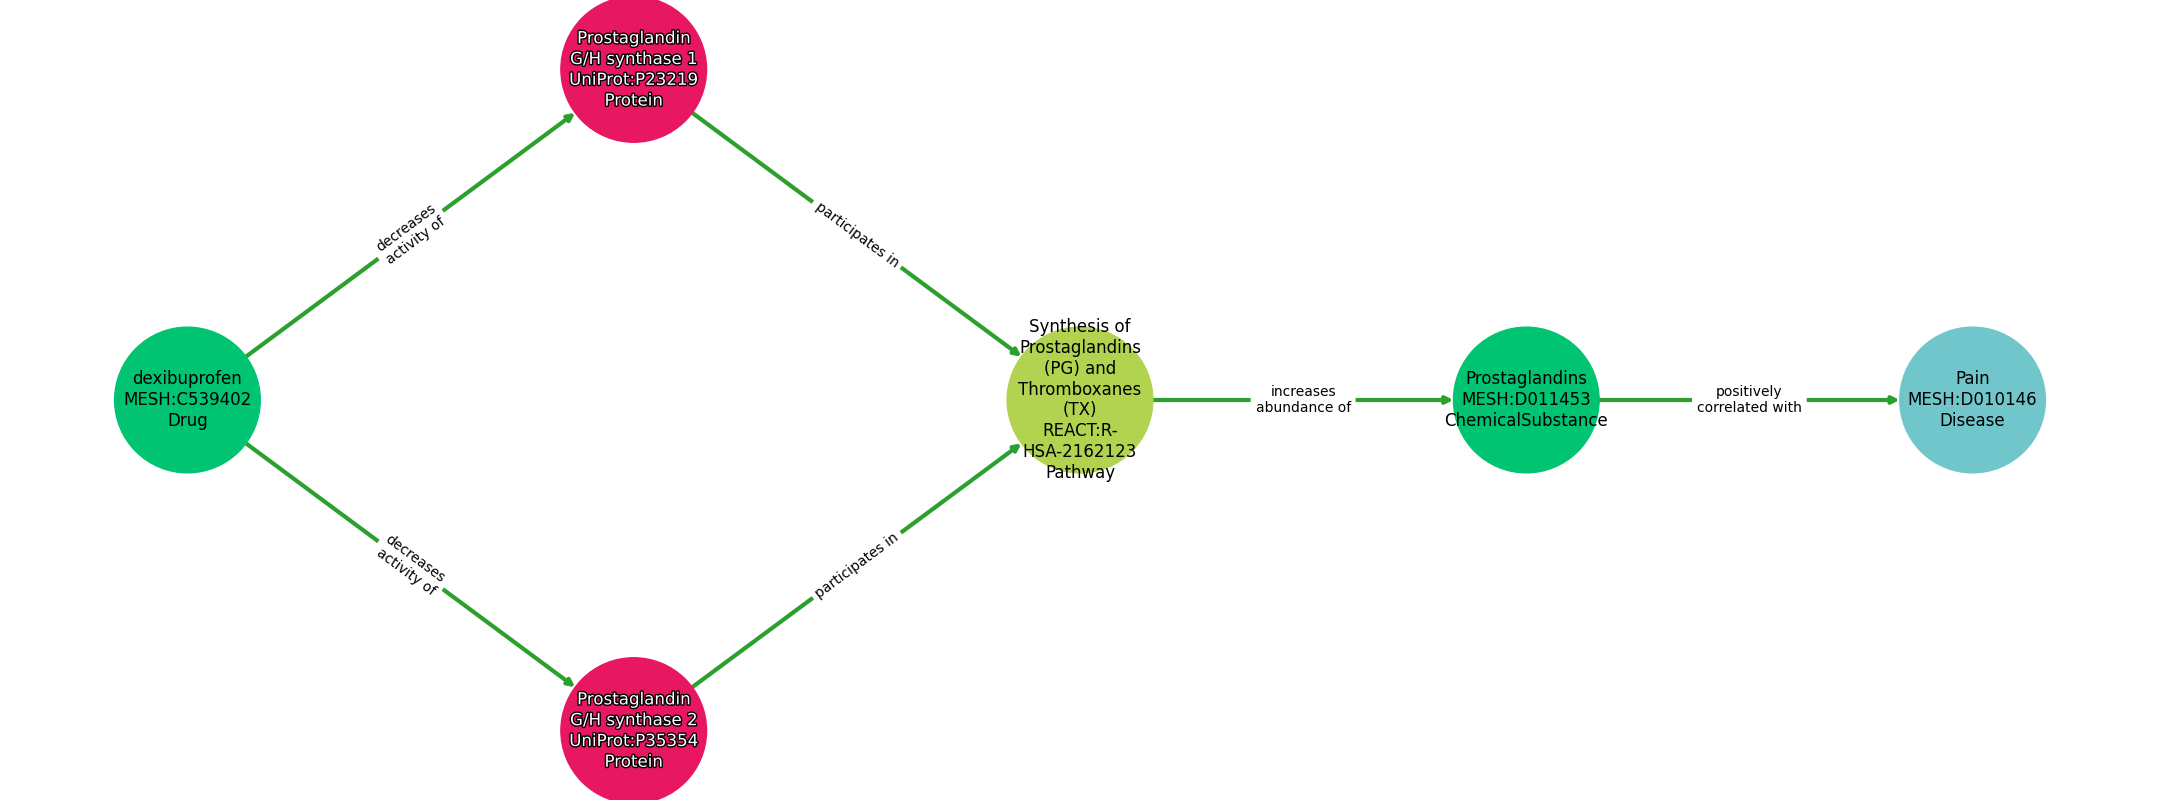 Prostaglandin
G/H synthase 1
UniProt:P23219
Protein
decreases
activity of
participates in
dexibuprofen
MESH:C539402
Drug
Synthesis of
Prostaglandins
(PG) and
Thromboxanes
(TX)
REACT:R-
HSA-2162123
Pathway
increases
abundance of
Prostaglandins
MESH:D011453
ChemicalSubstance
positively
correlated with
Pain
MESH:D010146
Disease
decreases
activity of
participates in
Prostaglandin
G/H synthase 2
UniProt:P35354
Protein